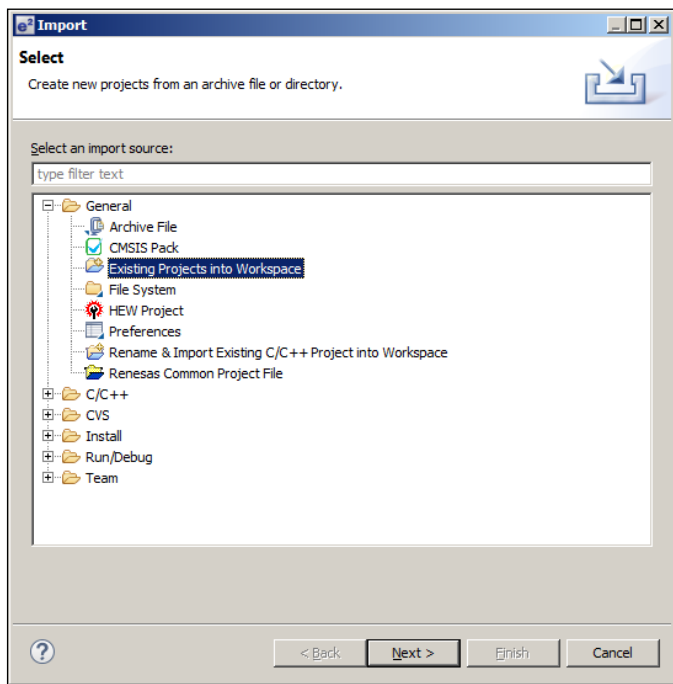 e² Import
Select
Create new projects from an archive file or directory.
Select an import source:
type filter text
General
Archive File
CMSIS Pack
Existing Projects into Workspace
File System
HEW Project
Preferences
Rename & Import Existing C/C++ Project into Workspace
Renesas Common Project File
C/C++
CVS
Install
Run/Debug
Team
? < Back Next > Finish Cancel